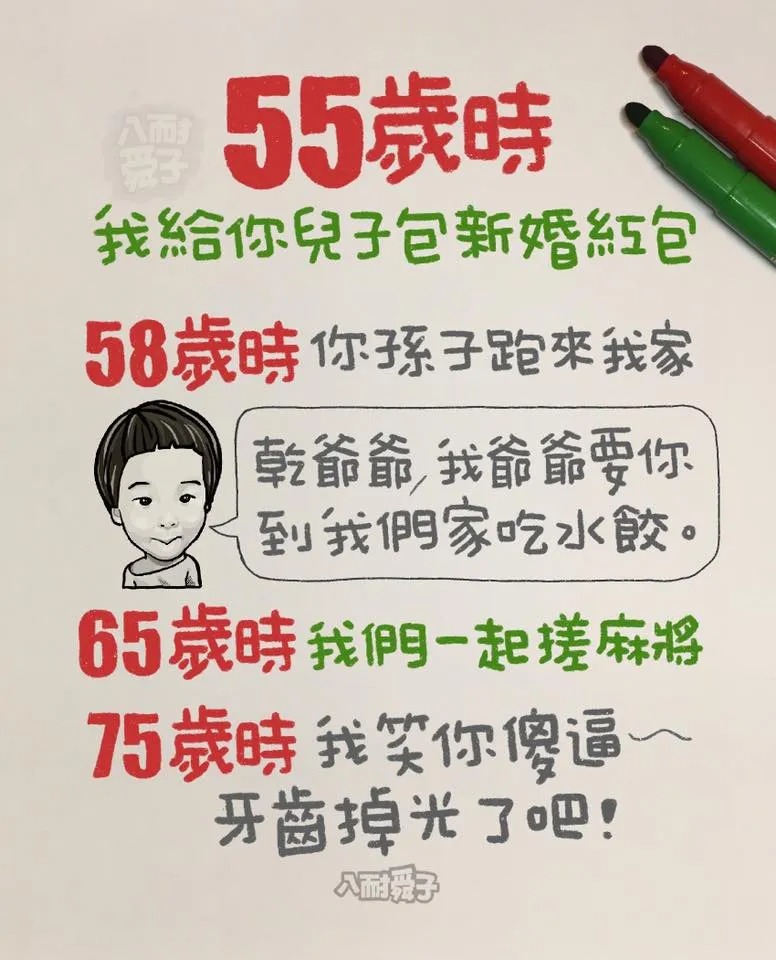 八耐
舜子
55歲時
我給你兒子包新婚紅包
58歲時 你孫子跑來我家
乾爺爺,我爺爺要你
到我們家吃水餃。
65歲時 我們一起搓麻將
75歲時 我笑你傻逼～
牙齒掉光了吧!
八耐舜子